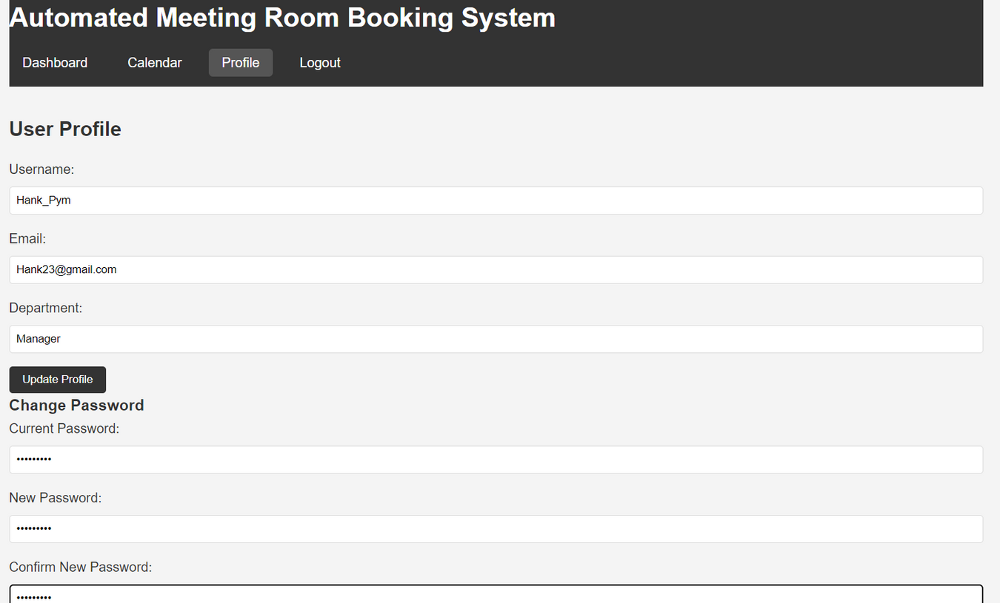 Automated Meeting Room Booking System
Dashboard Calendar Profile Logout
User Profile
Username:
Hank_Pym
Email:
Hank23@gmail.com
Department:
Manager
Update Profile
Change Password
Current Password:
•••••••••
New Password:
•••••••••
Confirm New Password:
•••••••••